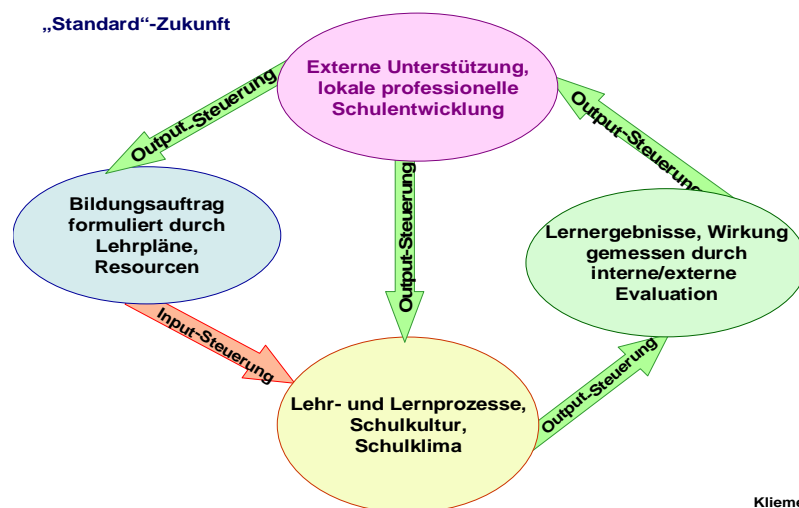 „Standard“-Zukunft
Externe Unterstützung,
lokale professionelle
Schulentwicklung
Output-Steuerung
Output-Steuerung
Output-Steuerung
Bildungsauftrag
formuliert durch
Lehrpläne,
Resourcen
Lernergebnisse, Wirkung
gemessen durch
interne/externe
Evaluation
Input-Steuerung
Output-Steuerung
Lehr- und Lernprozesse,
Schulkultur,
Schulklima
Klieme